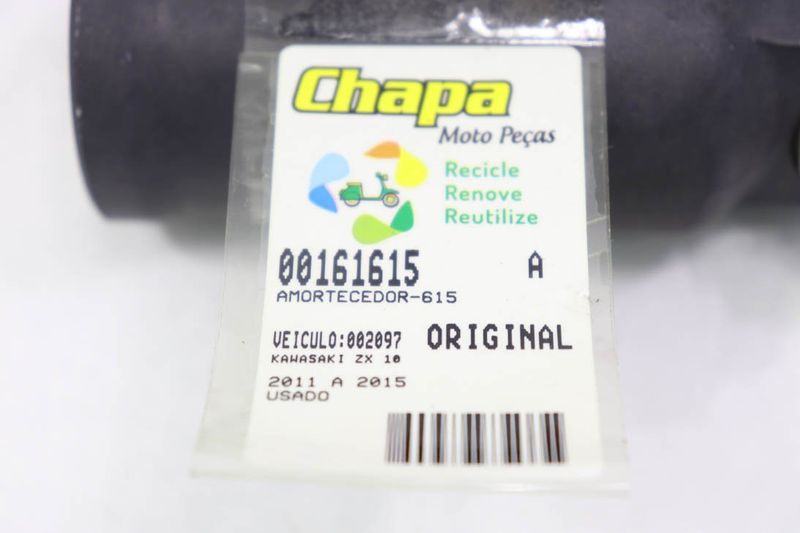 Chapa
Moto Peças
Recicle
Renove
Reutilize
00161615 A
AMORTECEDOR-615
VEICULO:002097 ORIGINAL
KAWASAKI ZX 10
2011 A 2015
USADO